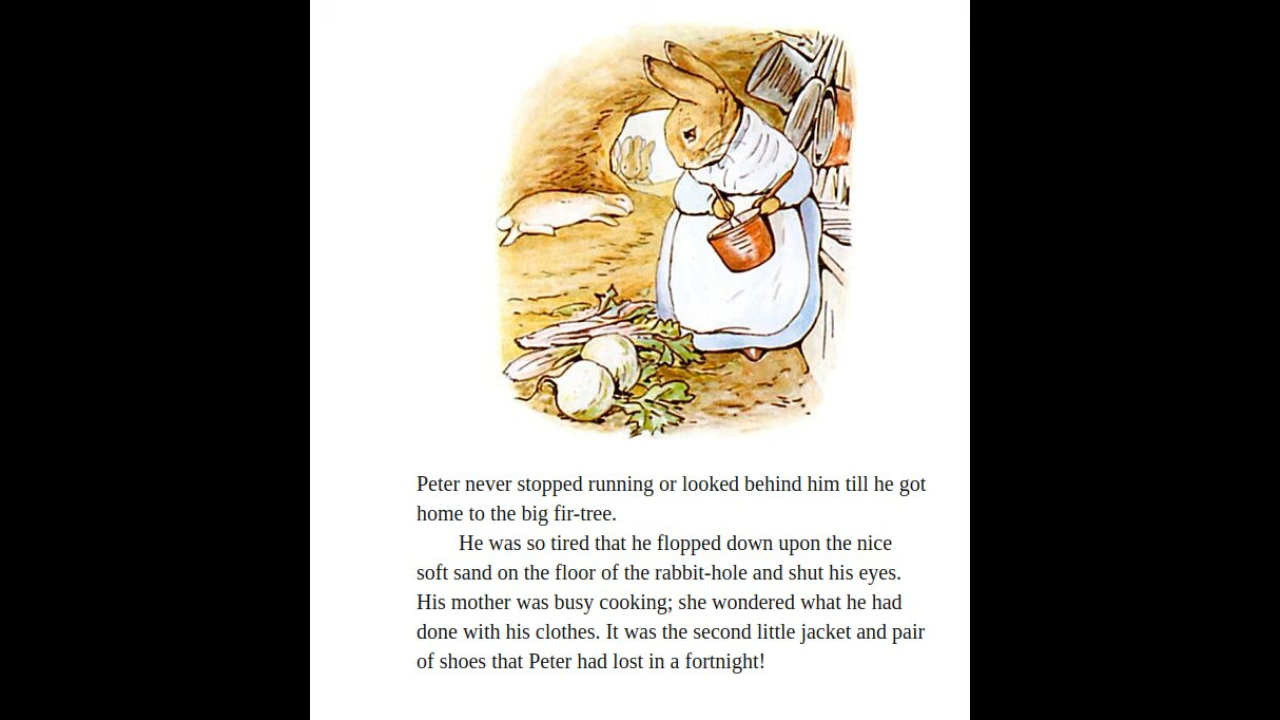 Peter never stopped running or looked behind him till he got
home to the big fir-tree.
He was so tired that he flopped down upon the nice
soft sand on the floor of the rabbit-hole and shut his eyes.
His mother was busy cooking; she wondered what he had
done with his clothes. It was the second little jacket and pair
of shoes that Peter had lost in a fortnight!